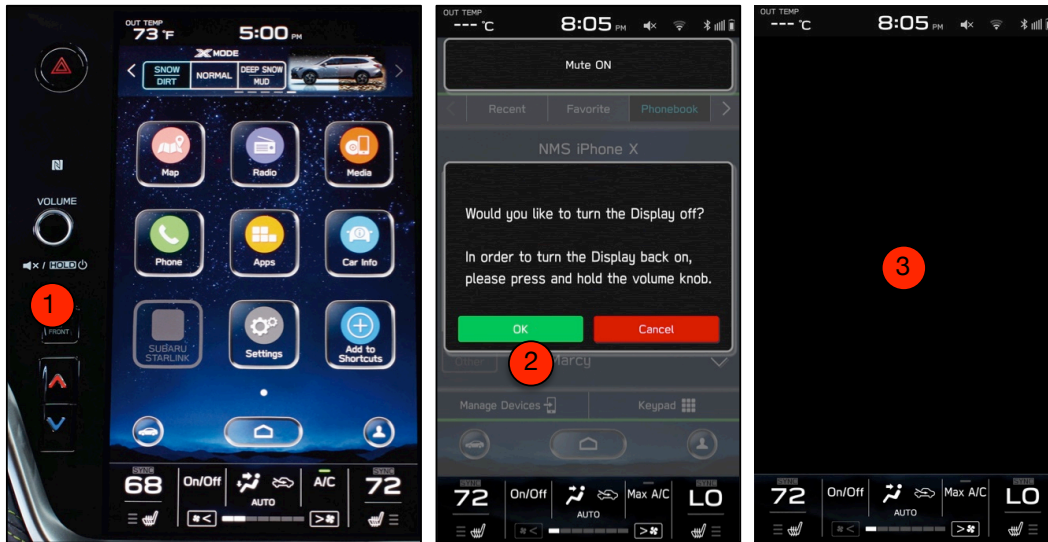 OUT TEMP
73 °F
5:00 PM
X MODE
SNOW
DIRT
NORMAL
DEEP SNOW
MUD
VOLUME
/ HOLD
1
FRONT
Map
Radio
Media
Phone
Apps
Car Info
SUBARU
STARLINK
Settings
Add to
Shortcuts
SYNC
68
On/Off
A/C
SYNC
72
AUTO
OUT TEMP
--- °C
8:05 PM
Mute ON
Recent
Favorite
Phonebook
NMS iPhone X
Would you like to turn the Display off?
In order to turn the Display back on,
please press and hold the volume knob.
OK
Cancel
2
Other
Marcy
Manage Devices
Keypad
SYNC
72
On/Off
Max A/C
SYNC
LO
AUTO
OUT TEMP
--- °C
8:05 PM
3
SYNC
72
On/Off
Max A/C
SYNC
LO
AUTO